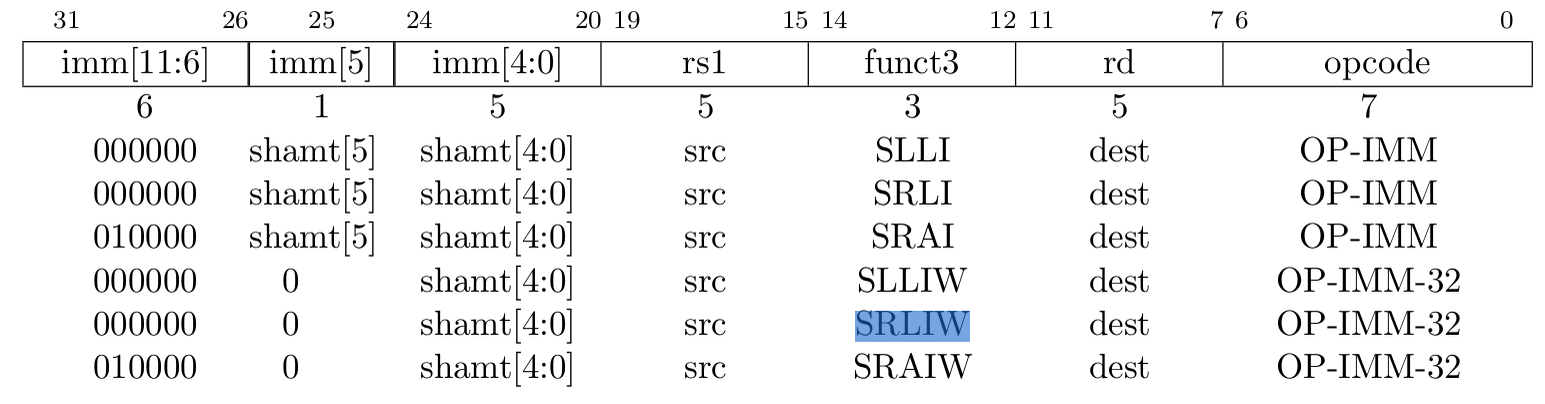 31 26 25 24 20 19 15 14 12 11 7 6 0
imm[11:6] imm[5] imm[4:0] rs1 funct3 rd opcode
6 1 5 5 3 5 7
000000 shamt[5] shamt[4:0] src SLLI dest OP-IMM
000000 shamt[5] shamt[4:0] src SRLI dest OP-IMM
010000 shamt[5] shamt[4:0] src SRAI dest OP-IMM
000000 0 shamt[4:0] src SLLIW dest OP-IMM-32
000000 0 shamt[4:0] src SRLIW dest OP-IMM-32
010000 0 shamt[4:0] src SRAIW dest OP-IMM-32